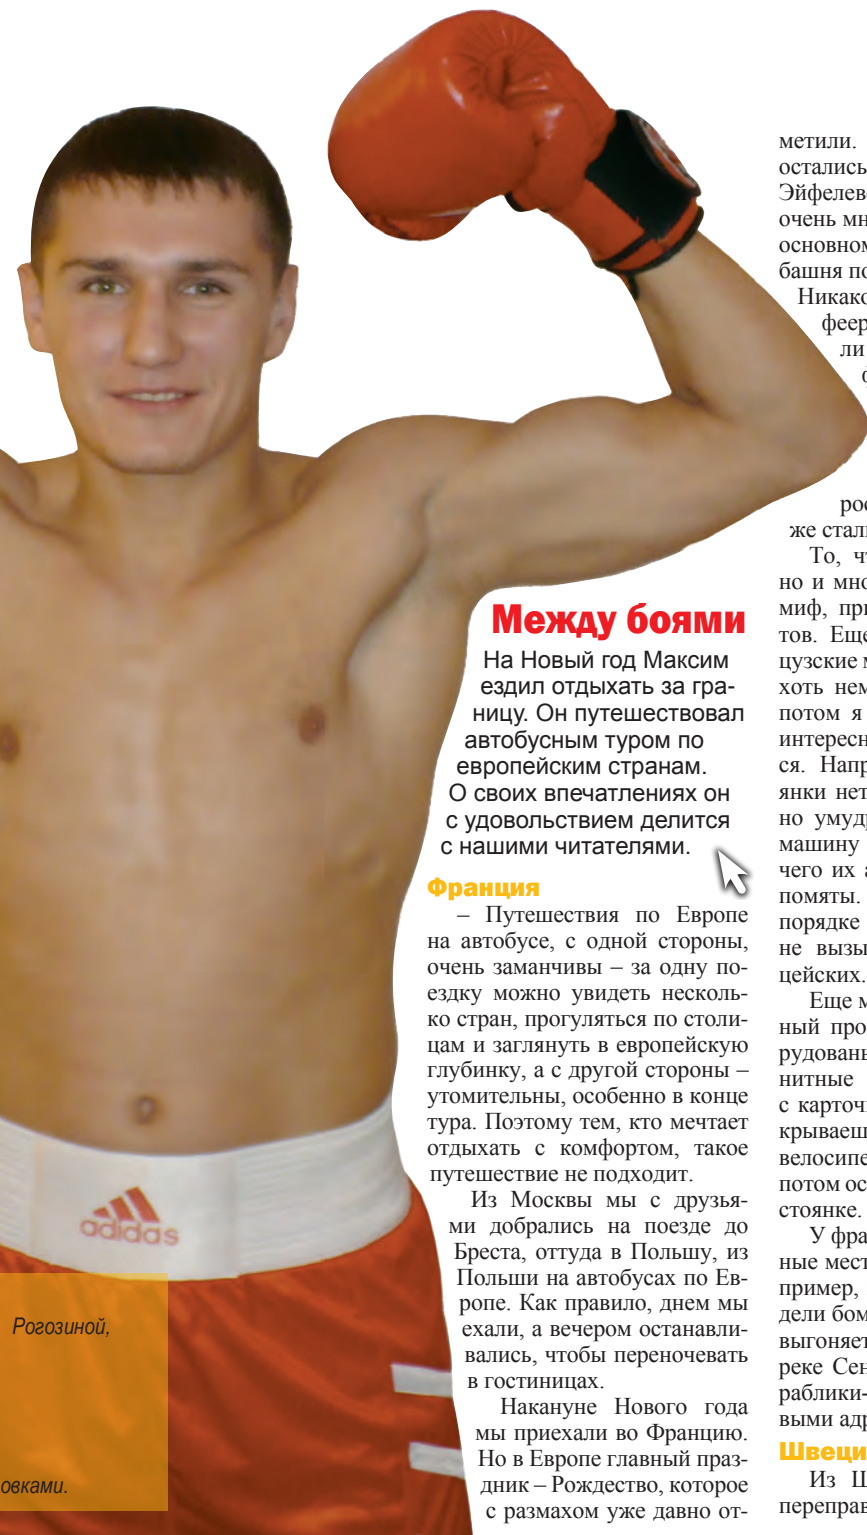 adidas
Рогозиной,
овками.
Между боями
На Новый год Максим
ездил отдыхать за гра-
ницу. Он путешествовал
автобусным туром по
европейским странам.
О своих впечатлениях он
с удовольствием делится
с нашими читателями.
Франция
– Путешествия по Европе
на автобусе, с одной стороны,
очень заманчивы – за одну по-
ездку можно увидеть несколь-
ко стран, прогуляться по столи-
цам и заглянуть в европейскую
глубинку, а с другой стороны –
утомительны, особенно в конце
тура. Поэтому тем, кто мечтает
отдыхать с комфортом, такое
путешествие не подходит.
Из Москвы мы с друзья-
ми добрались на поезде до
Бреста, оттуда в Польшу, из
Польши на автобусах по Ев-
ропе. Как правило, днем мы
ехали, а вечером останавли-
вались, чтобы переночевать
в гостиницах.
Накануне Нового года
мы приехали во Францию.
Но в Европе главный праз-
дник – Рождество, которое
с размахом уже давно от-
метили.
остались
Эйфелев
очень мн
основном
башня по
Никако
феер
ли
рос
же стал
То, ч
но и мно
миф, при
тов. Еще
цузские
хоть нем
потом я
интересн
ся. Напр
янки нет
но умудр
машину
чего их а
помяты.
порядке
не вызы
цейских.
Еще м
ный про
рудован
нитные
с карточ
крываеш
велосипе
потом ос
стоянке.
У фра
ные мест
пример,
дели бом
выгоняет
реке Сен
раблики-
выми адр
Швеци
Из Ш
переправ